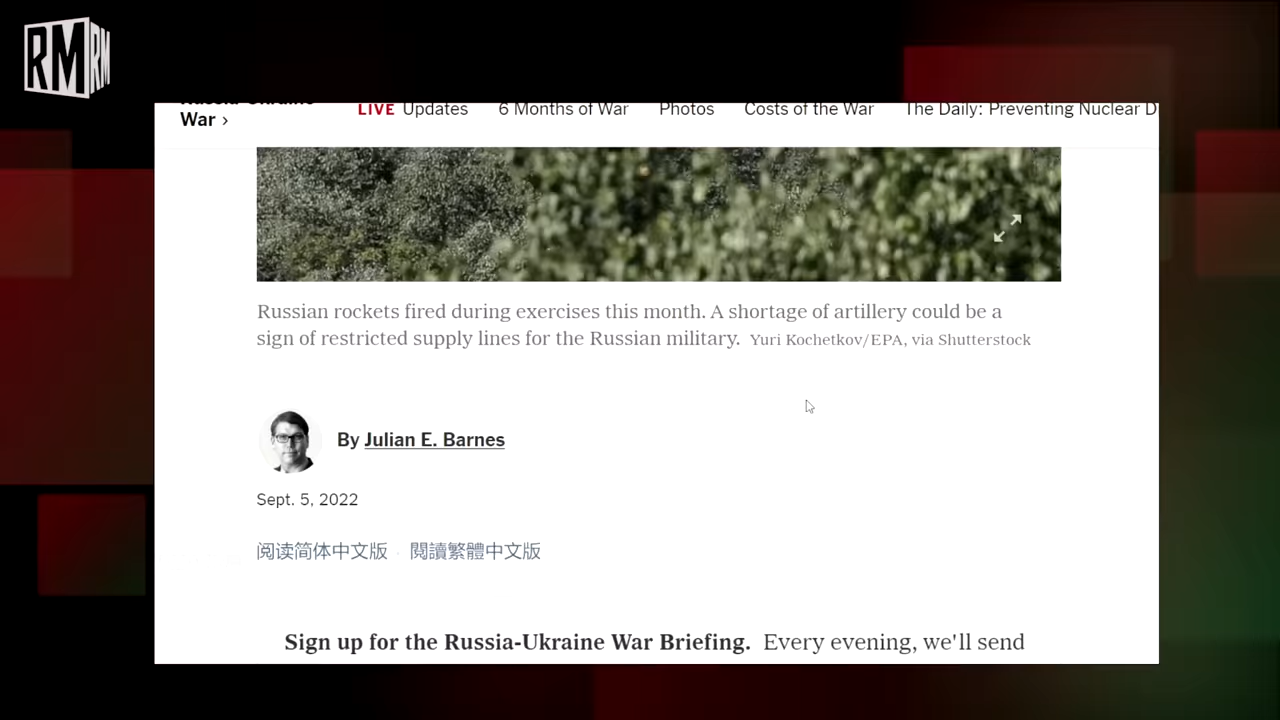 RM RM
Russia-Ukraine
War ›
LIVE Updates 6 Months of War Photos Costs of the War The Daily: Preventing Nuclear D
Russian rockets fired during exercises this month. A shortage of artillery could be a
sign of restricted supply lines for the Russian military. Yuri Kochetkov/EPA, via Shutterstock
By Julian E. Barnes
Sept. 5, 2022
阅读简体中文版 · 閱讀繁體中文版
Sign up for the Russia-Ukraine War Briefing. Every evening, we'll send